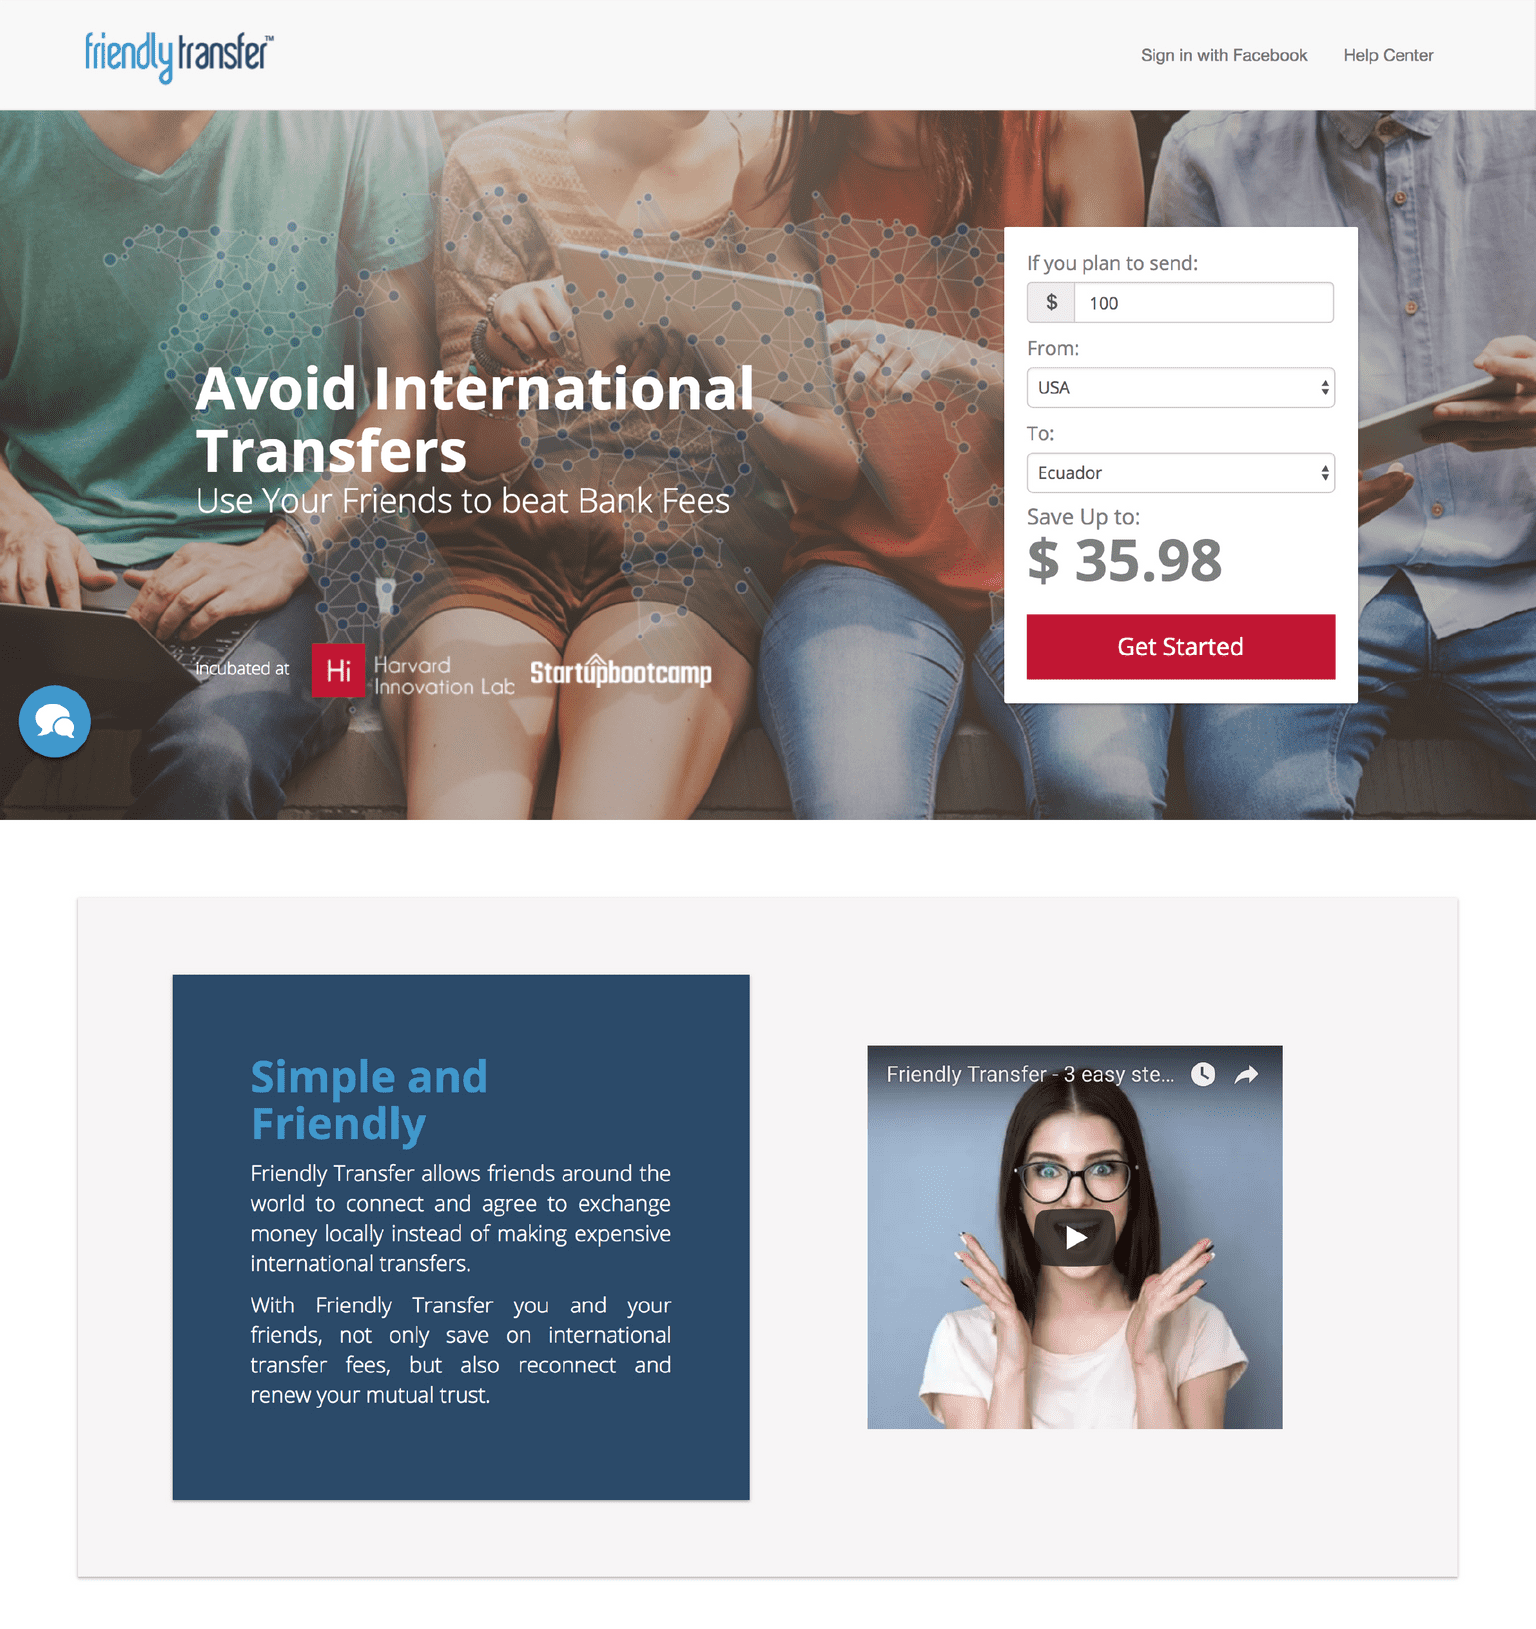 friendly transfer™
Sign in with Facebook
Help Center
Avoid International
Transfers
Use Your Friends to beat Bank Fees
Incubated at
Hi
Harvard
Innovation Lab
Startupbootcamp
If you plan to send:
$ 100
From:
USA
To:
Ecuador
Save Up to:
$ 35.98
Get Started
Simple and
Friendly
Friendly Transfer allows friends around the
world to connect and agree to exchange
money locally instead of making expensive
international transfers.
With Friendly Transfer you and your
friends, not only save on international
transfer fees, but also reconnect and
renew your mutual trust.
Friendly Transfer - 3 easy ste...